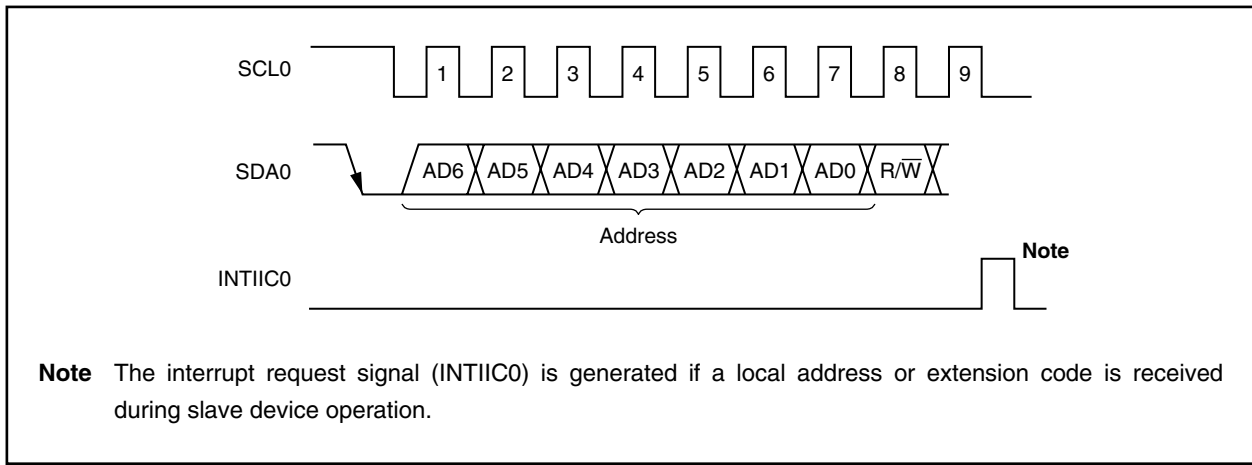 SCL0
1 2 3 4 5 6 7 8 9
SDA0
AD6 AD5 AD4 AD3 AD2 AD1 AD0 R/W̅
Address
INTIIC0
Note
Note The interrupt request signal (INTIIC0) is generated if a local address or extension code is received
during slave device operation.